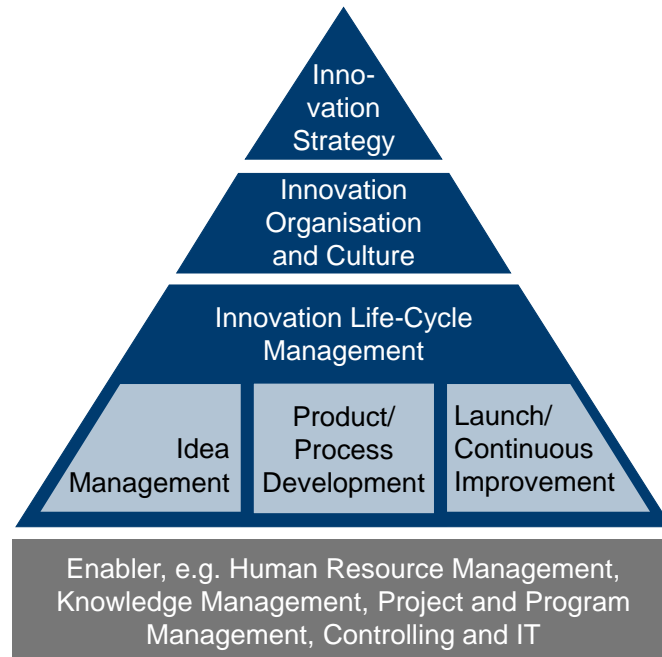 Inno-
vation
Strategy
Innovation
Organisation
and Culture
Innovation Life-Cycle
Management
Idea
Management
Product/
Process
Development
Launch/
Continuous
Improvement
Enabler, e.g. Human Resource Management,
Knowledge Management, Project and Program
Management, Controlling and IT